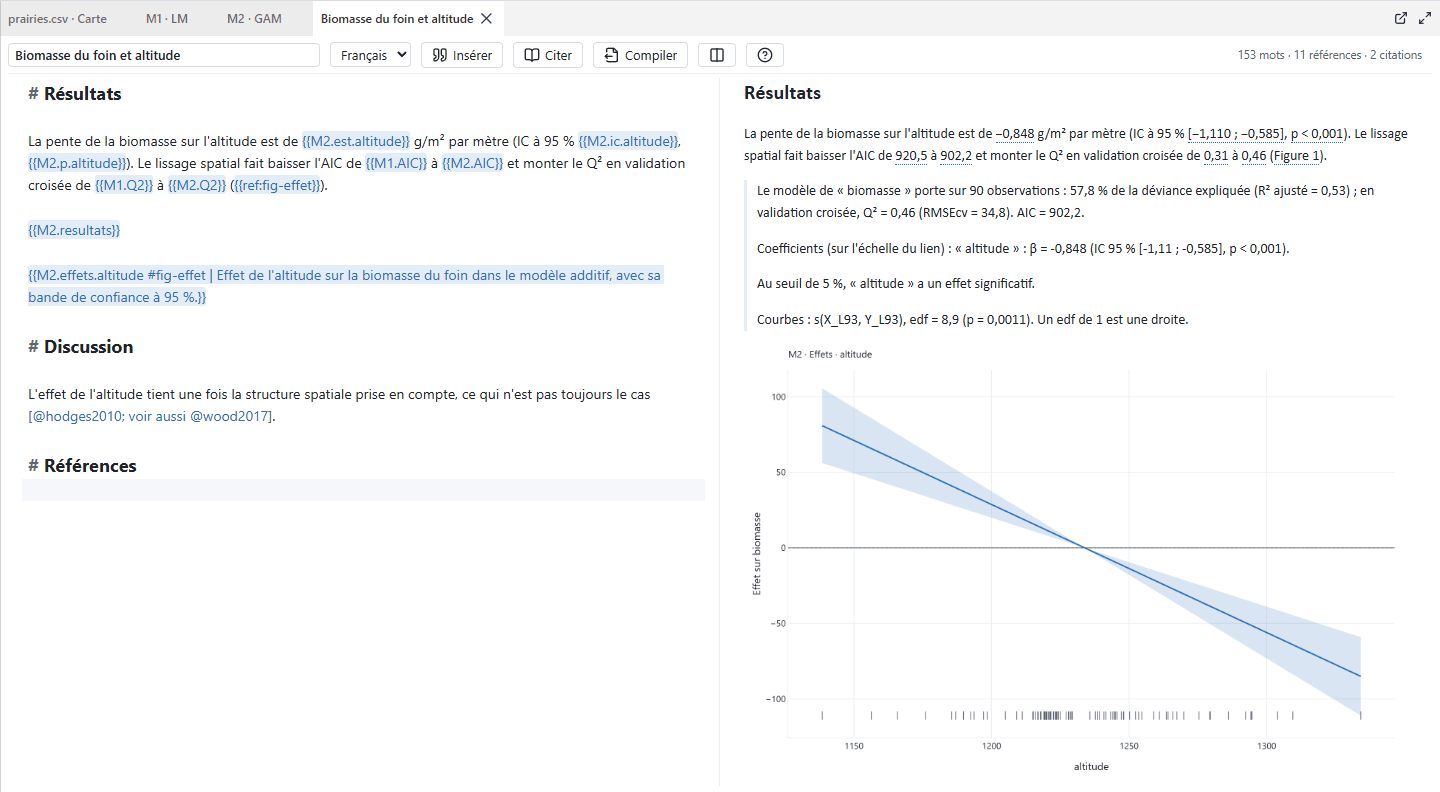 prairies.csv · Carte M1 · LM M2 · GAM Biomasse du foin et altitude
Biomasse du foin et altitude Français Insérer Citer Compiler 153 mots · 11 références · 2 citations
# Résultats
La pente de la biomasse sur l'altitude est de {{M2.est.altitude}} g/m² par mètre (IC à 95 % {{M2.ic.altitude}},
{{M2.p.altitude}}). Le lissage spatial fait baisser l'AIC de {{M1.AIC}} à {{M2.AIC}} et monter le Q² en validation
croisée de {{M1.Q2}} à {{M2.Q2}} ({{ref:fig-effet}}).
{{M2.resultats}}
{{M2.effets.altitude #fig-effet | Effet de l'altitude sur la biomasse du foin dans le modèle additif, avec sa
bande de confiance à 95 %.}}
# Discussion
L'effet de l'altitude tient une fois la structure spatiale prise en compte, ce qui n'est pas toujours le cas
[@hodges2010; voir aussi @wood2017].
# Références
Résultats
La pente de la biomasse sur l'altitude est de −0,848 g/m² par mètre (IC à 95 % [−1,110 ; −0,585], p < 0,001). Le lissage
spatial fait baisser l'AIC de 920,5 à 902,2 et monter le Q² en validation croisée de 0,31 à 0,46 (Figure 1).
Le modèle de « biomasse » porte sur 90 observations : 57,8 % de la déviance expliquée (R² ajusté = 0,53) ; en
validation croisée, Q² = 0,46 (RMSEcv = 34,8). AIC = 902,2.
Coefficients (sur l'échelle du lien) : « altitude » : β = -0,848 (IC 95 % [-1,11 ; -0,585], p < 0,001).
Au seuil de 5 %, « altitude » a un effet significatif.
Courbes : s(X_L93, Y_L93), edf = 8,9 (p = 0,0011). Un edf de 1 est une droite.
M2 · Effets · altitude
100
50
0
−50
−100
Effet sur biomasse
1150 1200 1250 1300
altitude